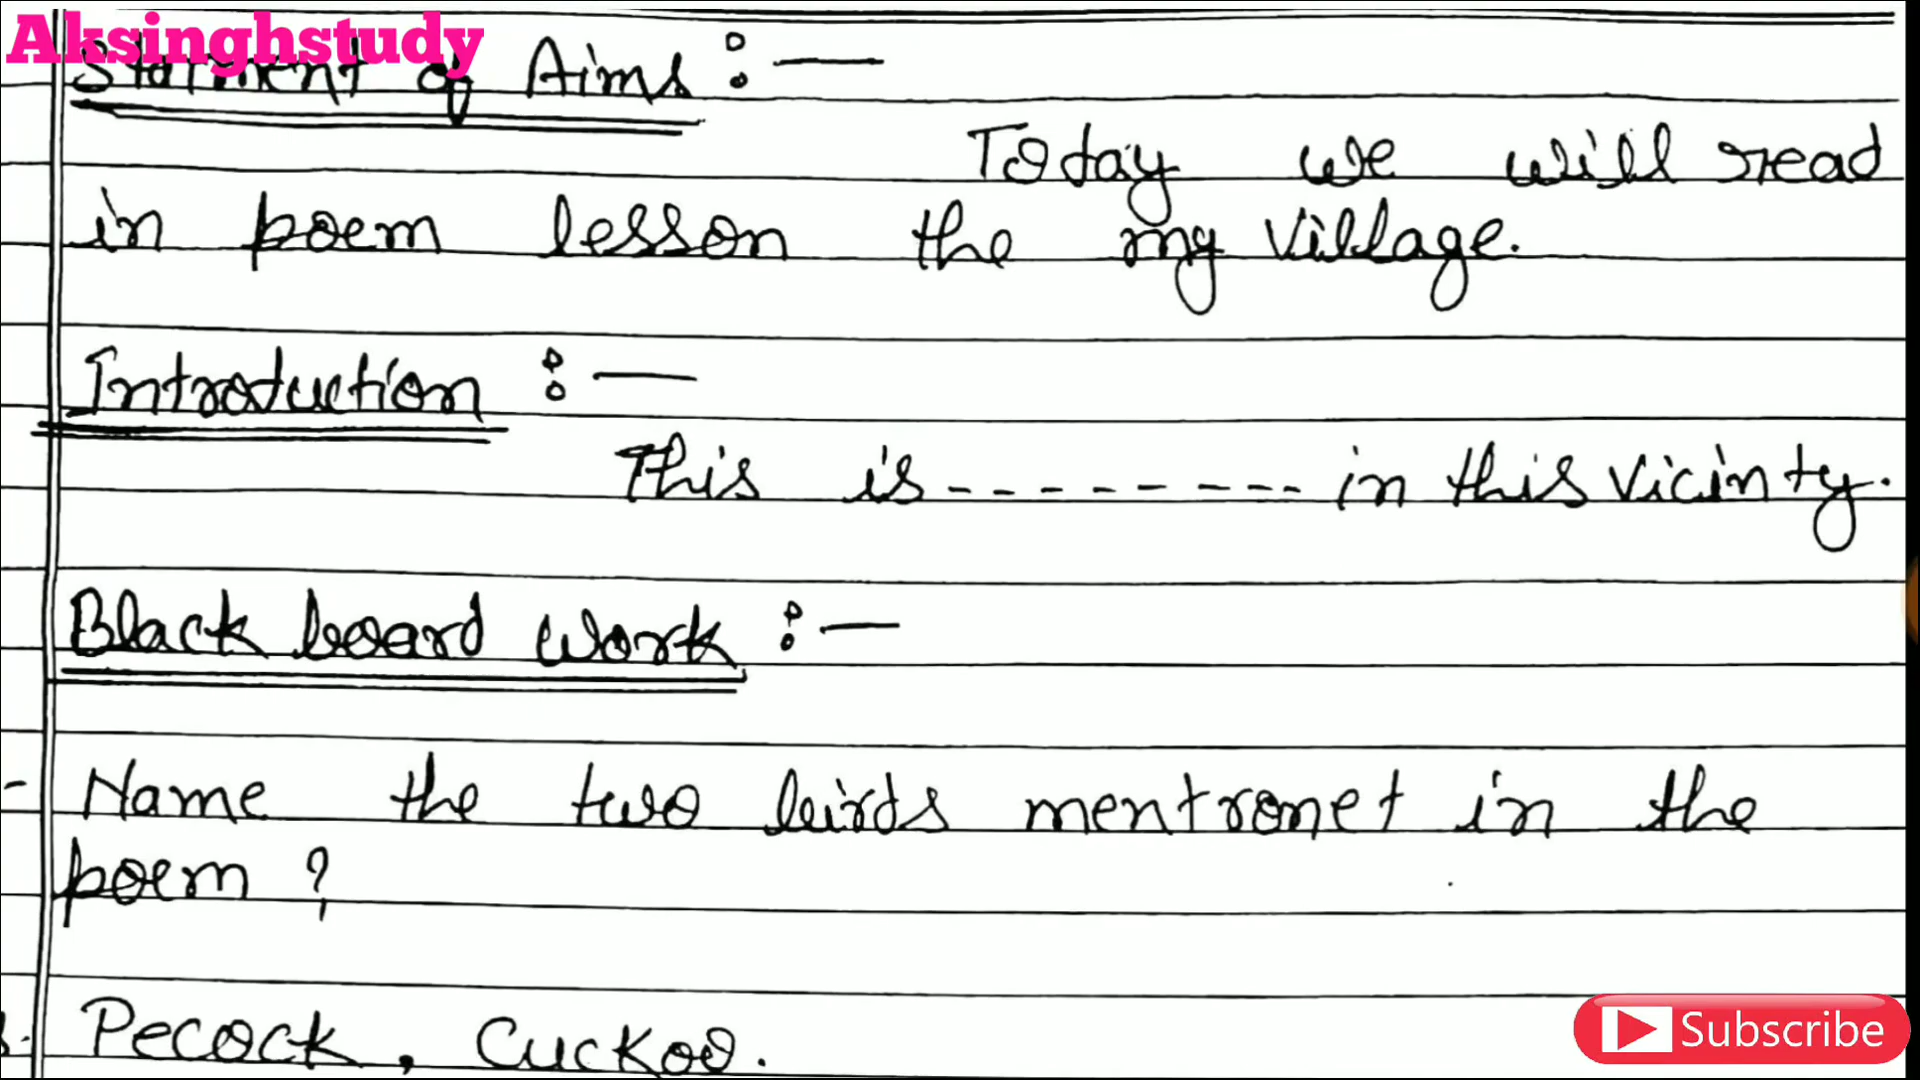 Aksinghstudy
Statment of Aims :—
Today we will read
in poem lesson the my village.
Introduction :—
This is - - - - - - - - - in this vicinty.
Black board work :—
- Name the two birds mentronet in the
poem ?
Pecock, Cuckoo.
Subscribe